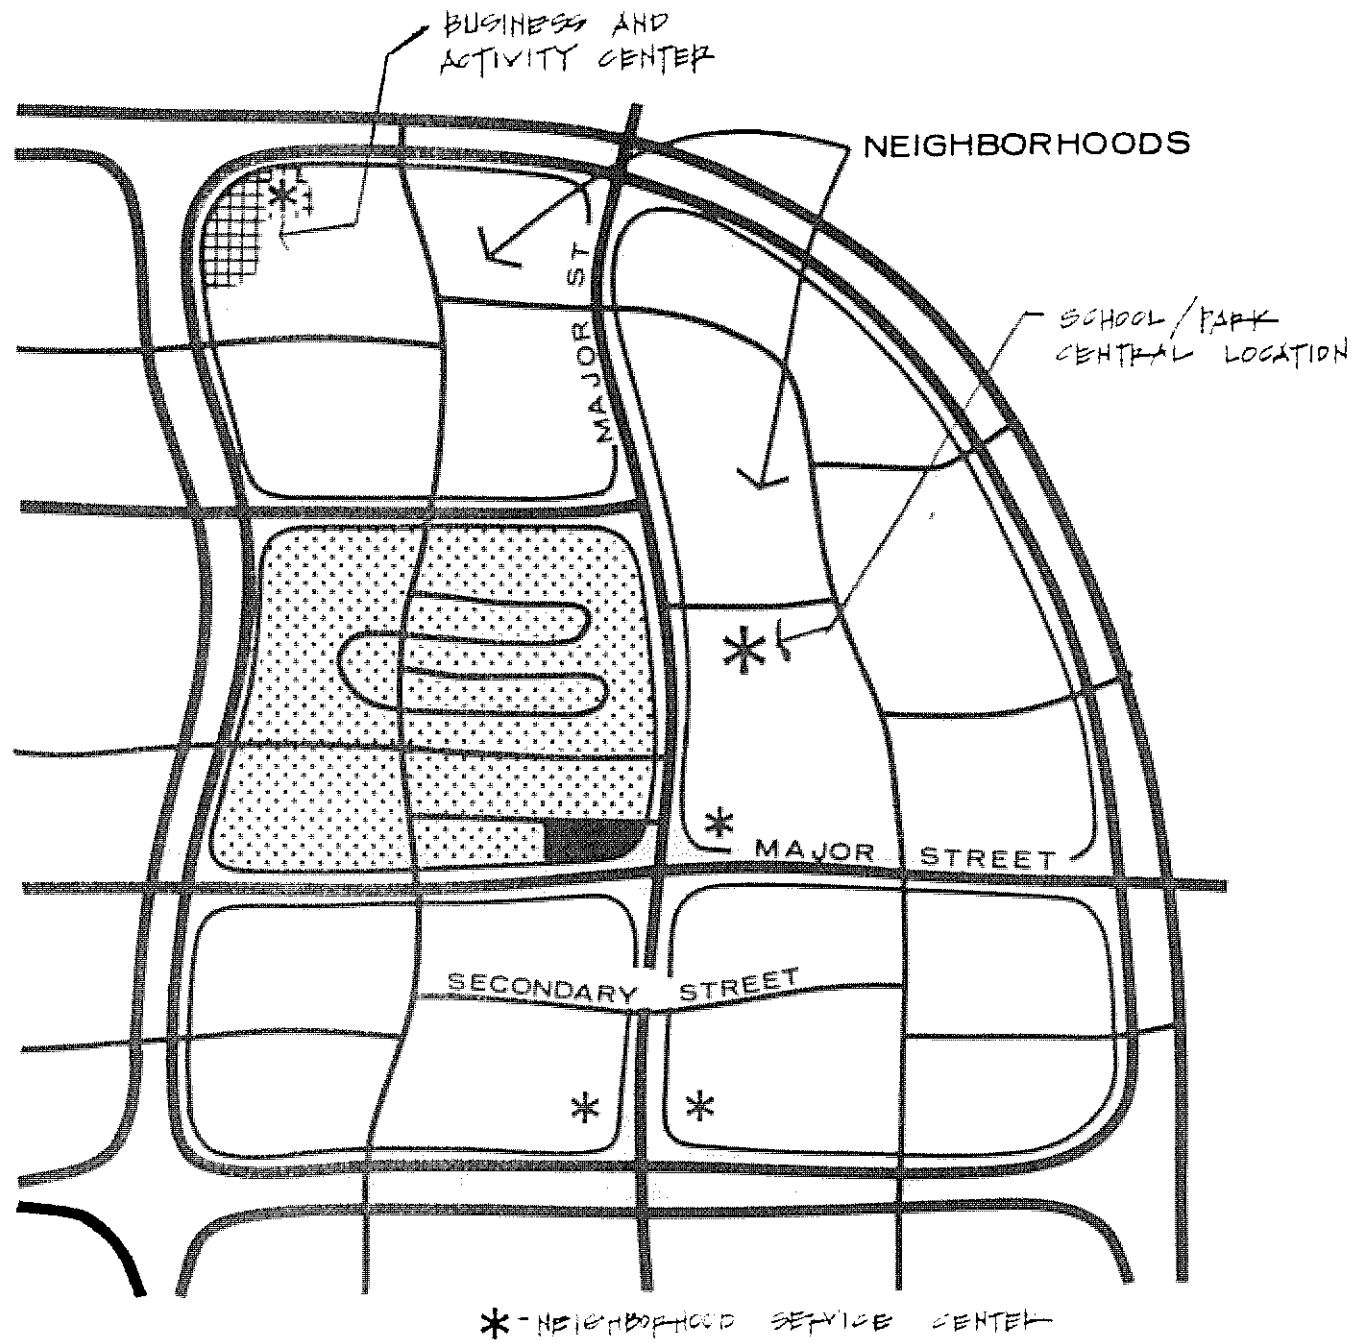 BUSINESS AND
ACTIVITY CENTER
NEIGHBORHOODS
SCHOOL/PARK
CENTRAL LOCATION
MAJOR ST
MAJOR STREET
SECONDARY STREET
* - NEIGHBORHOOD SERVICE CENTER